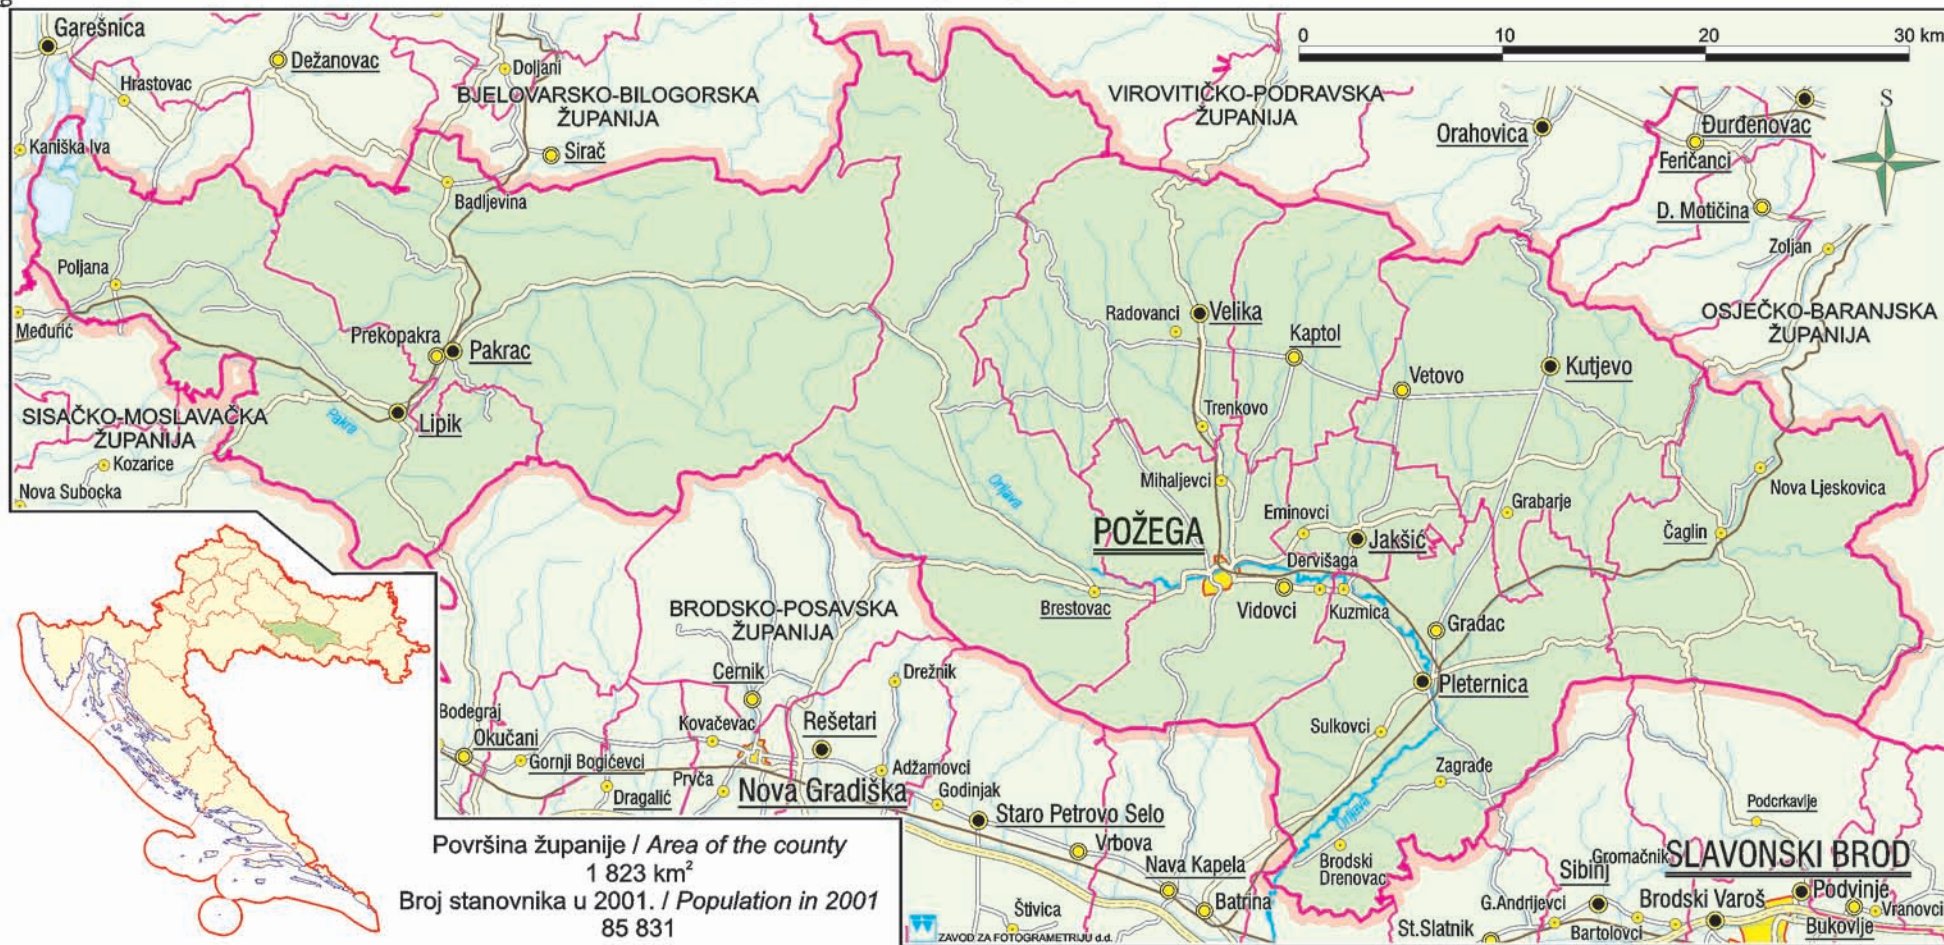 Garešnica
Dežanovac
Hrastovac
Doljani
BJELOVARSKO-BILOGORSKA
ŽUPANIJA
Sirač
Kaniška Iva
Badljevina
VIROVITIČKO-PODRAVSKA
ŽUPANIJA
0 10 20 30 km
Orahovica
Đurđenovac
Feričanci
D. Motičina
Zoljan
S
OSJEČKO-BARANJSKA
ŽUPANIJA
Poljana
Međurić
Prekopakra
Pakrac
Lipik
Pakra
SISAČKO-MOSLAVAČKA
ŽUPANIJA
Kozarice
Nova Subocka
Radovanci
Velika
Kaptol
Vetovo
Kutjevo
Trenkovo
Mihaljevci
Orljava
Eminovci
Grabarje
Nova Ljeskovica
Čaglin
POŽEGA
Jakšić
Dervišaga
Brestovac
Vidovci
Kuzmica
Gradac
Pleternica
Sulkovci
Zagrađe
Orljava
Brodski
Drenovac
BRODSKO-POSAVSKA
ŽUPANIJA
Cernik
Drežnik
Bodegraj
Okučani
Kovačevac
Rešetari
Gornji Bogićevci
Prvča
Nova Gradiška
Adžamovci
Dragalić
Godinjak
Staro Petrovo Selo
Vrbova
Nava Kapela
Batrina
Štivica
Podcrkavlje
SLAVONSKI BROD
Gromačnik
Sibinj
G.Andrijevci
Brodski Varoš
Podvinje
Vranovci
St.Slatnik
Bartolovci
Bukovlje
Površina županije / Area of the county
1 823 km²
Broj stanovnika u 2001. / Population in 2001
85 831
ZAVOD ZA FOTOGRAMETRIJU d.d.